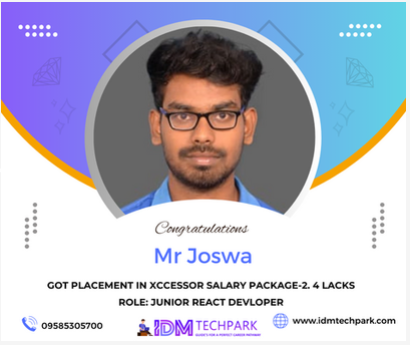 Congratulations
Mr Joswa
GOT PLACEMENT IN XCCESSOR SALARY PACKAGE-2. 4 LACKS
ROLE: JUNIOR REACT DEVLOPER
09585305700
IDM TECHPARK
www.idmtechpark.com